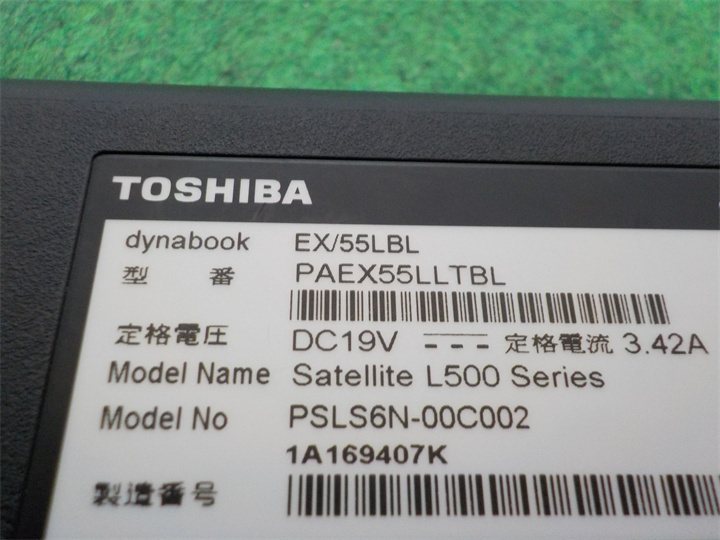 TOSHIBA
dynabook EX/55LBL
型 番 PAEX55LLTBL
定格電圧 DC19V 定格電流 3.42A
Model Name Satellite L500 Series
Model No PSLS6N-00C002
1A169407K
製造番号